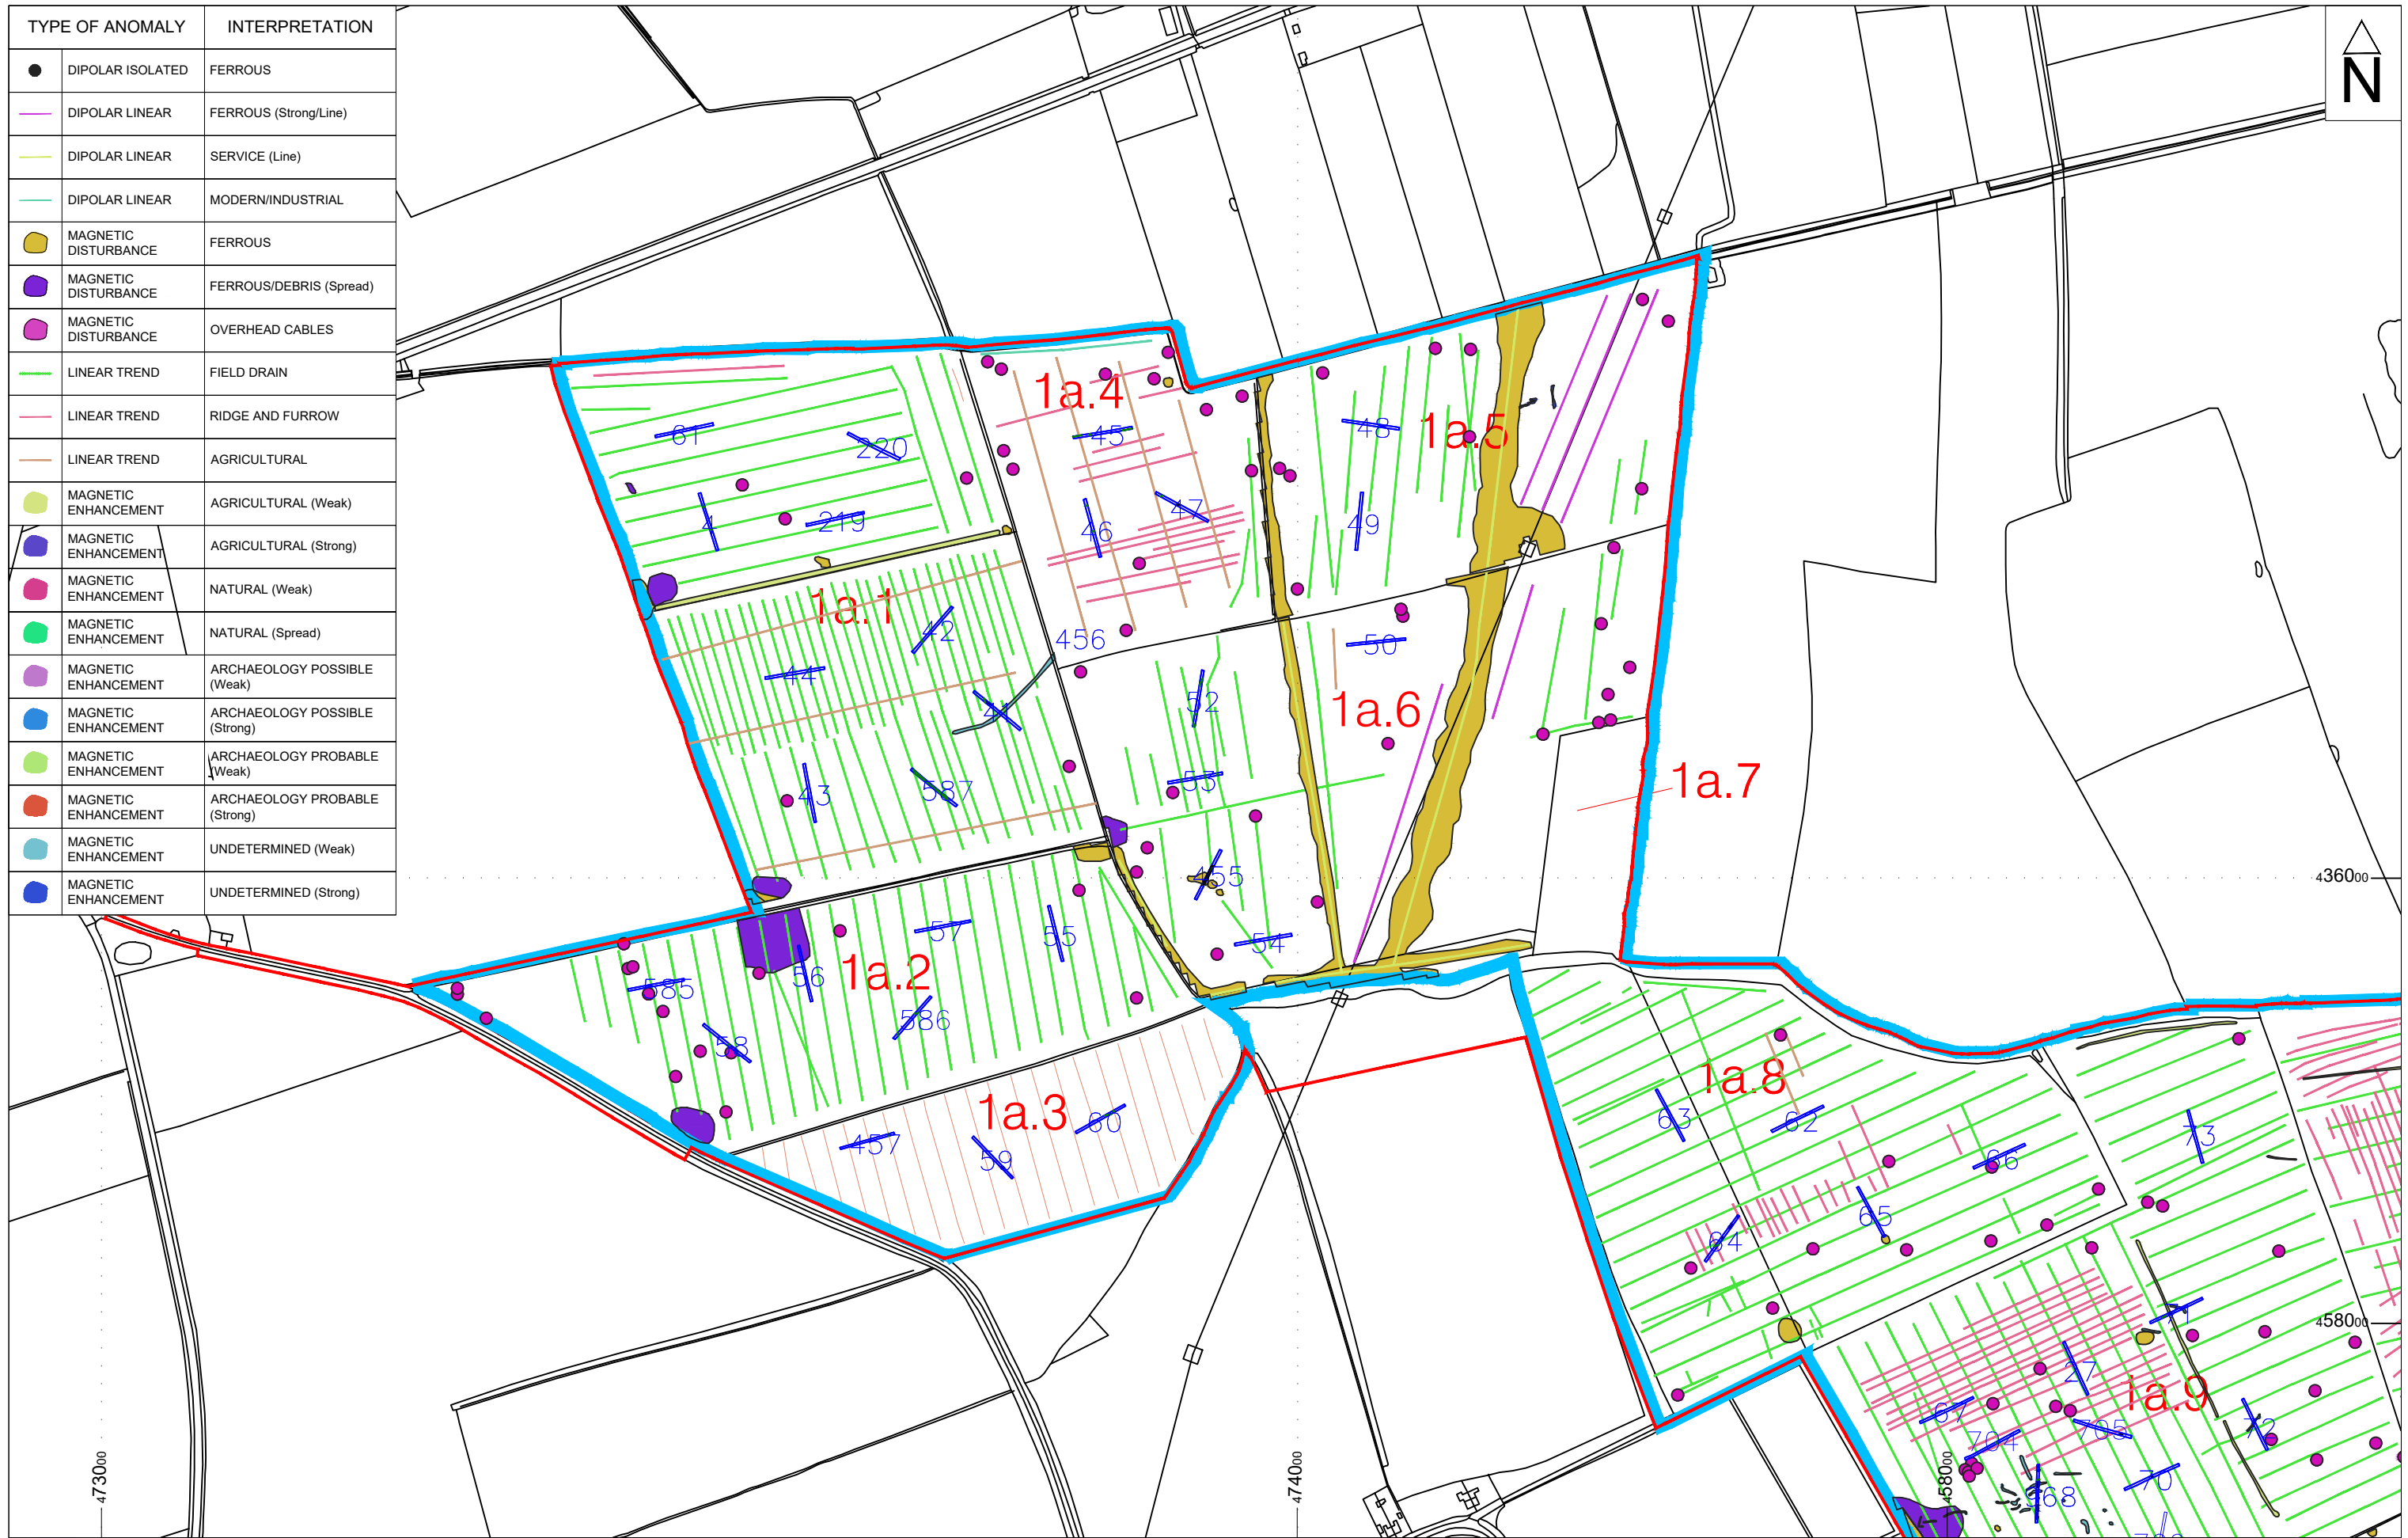 TYPE OF ANOMALY INTERPRETATION
DIPOLAR ISOLATED FERROUS
DIPOLAR LINEAR FERROUS (Strong/Line)
DIPOLAR LINEAR SERVICE (Line)
DIPOLAR LINEAR MODERN/INDUSTRIAL
MAGNETIC DISTURBANCE FERROUS
MAGNETIC DISTURBANCE FERROUS/DEBRIS (Spread)
MAGNETIC DISTURBANCE OVERHEAD CABLES
LINEAR TREND FIELD DRAIN
LINEAR TREND RIDGE AND FURROW
LINEAR TREND AGRICULTURAL
MAGNETIC ENHANCEMENT AGRICULTURAL (Weak)
MAGNETIC ENHANCEMENT AGRICULTURAL (Strong)
MAGNETIC ENHANCEMENT NATURAL (Weak)
MAGNETIC ENHANCEMENT NATURAL (Spread)
MAGNETIC ENHANCEMENT ARCHAEOLOGY POSSIBLE (Weak)
MAGNETIC ENHANCEMENT ARCHAEOLOGY POSSIBLE (Strong)
MAGNETIC ENHANCEMENT ARCHAEOLOGY PROBABLE (Weak)
MAGNETIC ENHANCEMENT ARCHAEOLOGY PROBABLE (Strong)
MAGNETIC ENHANCEMENT UNDETERMINED (Weak)
MAGNETIC ENHANCEMENT UNDETERMINED (Strong)
N
1a.4
1a.5
61
220
45
48
4
219
46
47
49
1a.1
42
456
50
44
41
52
1a.6
43
587
53
1a.7
455
436000
57
55
54
585
56
1a.2
58
586
1a.3
457
59
60
1a.8
63
62
66
73
64
65
71
458000
27
1a.9
67
705
72
704
70
68
473000
474000
458000